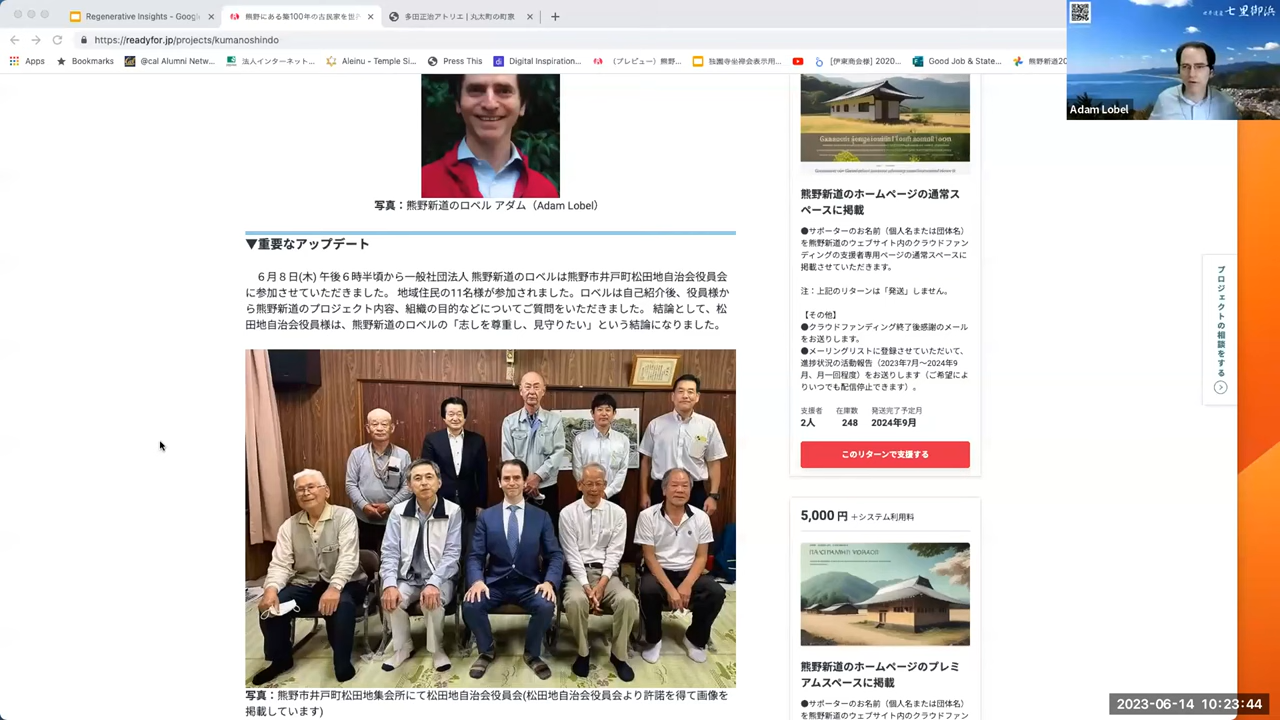 Regenerative Insights - Googl
熊野にある築100年の古民家を世界
多田正治アトリエ | 丸太町の町家
https://readyfor.jp/projects/kumanoshindo
Apps
Bookmarks
@cal Alumni Netw...
法人インターネット...
Aleinu - Temple Si...
Press This
Digital Inspiration...
(プレビュー) 熊野...
独園寺坐禅会表示用...
[伊東商会様] 2020...
Good Job & State...
熊野新道20
七里御浜
Adam Lobel
写真：熊野新道のロベル アダム（Adam Lobel）
▼重要なアップデート
６月８日(木) 午後６時半頃から一般社団法人 熊野新道のロベルは熊野市井戸町松田地自治会役員会
に参加させていただきました。 地域住民の11名様が参加されました。ロベルは自己紹介後、役員様か
ら熊野新道のプロジェクト内容、組織の目的などについてご質問をいただきました。 結論として、松
田地自治会役員様は、熊野新道のロベルの「志しを尊重し、見守りたい」という結論になりました。
写真：熊野市井戸町松田地集会所にて松田地自治会役員会(松田地自治会役員会より許諾を得て画像を
掲載しています)
熊野新道のホームページの通常ス
ペースに掲載
●サポーターのお名前（個人名または団体名）
を熊野新道のウェブサイト内のクラウドファン
ディングの支援者専用ページの通常スペースに
掲載させていただきます。
注：上記のリターンは「発送」しません。
【その他】
●クラウドファンディング終了後感謝のメール
をお送りします。
●メーリングリストに登録させていただいて、
進捗状況の活動報告（2023年7月〜2024年9
月、月一回程度）をお送りします（ご希望によ
りいつでも配信停止できます）。
支援者 在庫数 発送完了予定月
2人 248 2024年9月
このリターンで支援する
5,000 円 ＋システム利用料
熊野新道のホームページのプレミ
アムスペースに掲載
●サポーターのお名前（個人名または団体名）
を熊野新道のウェブサイト内のクラウドファン
プロジェクトの相談をする
2023-06-14 10:23:44